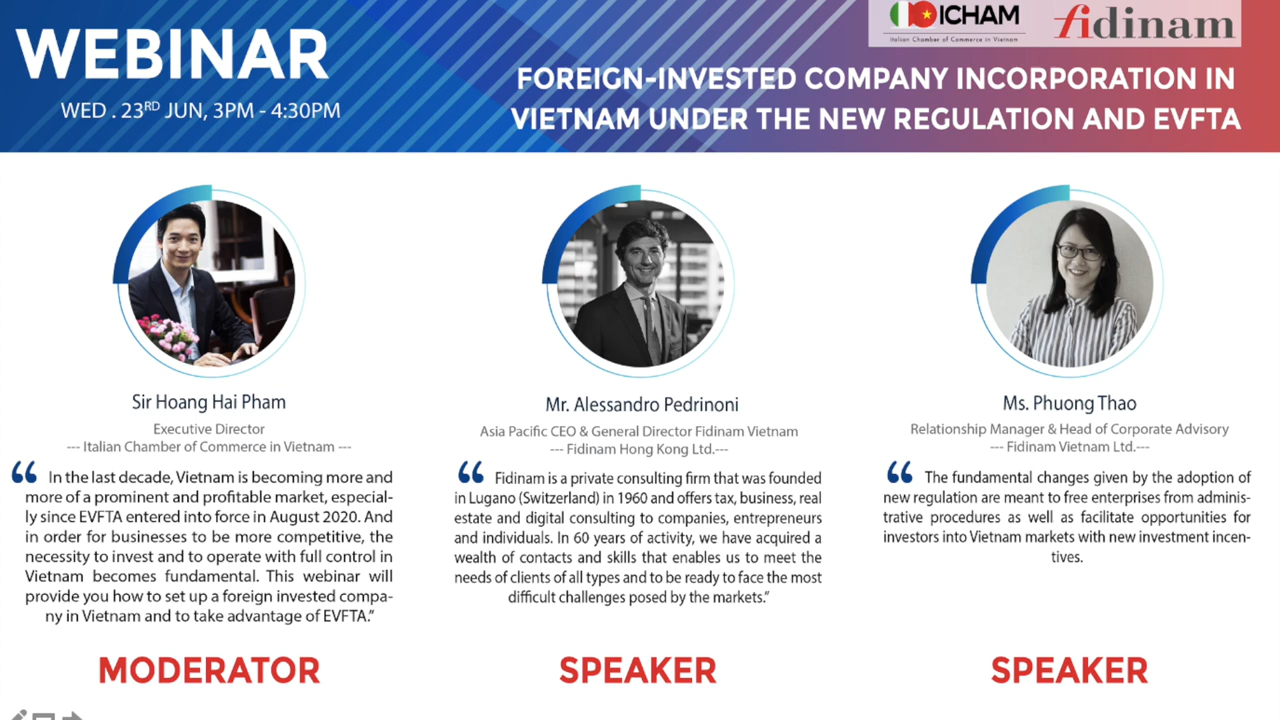 WEBINAR
WED . 23RD JUN, 3PM - 4:30PM
ICHAM
Italian Chamber of Commerce in Vietnam
fidinam
FOREIGN-INVESTED COMPANY INCORPORATION IN
VIETNAM UNDER THE NEW REGULATION AND EVFTA
Sir Hoang Hai Pham
Executive Director
--- Italian Chamber of Commerce in Vietnam ---
“ In the last decade, Vietnam is becoming more and
more of a prominent and profitable market, especial-
ly since EVFTA entered into force in August 2020. And
in order for businesses to be more competitive, the
necessity to invest and to operate with full control in
Vietnam becomes fundamental. This webinar will
provide you how to set up a foreign invested compa-
ny in Vietnam and to take advantage of EVFTA.”
MODERATOR
Mr. Alessandro Pedrinoni
Asia Pacific CEO & General Director Fidinam Vietnam
--- Fidinam Hong Kong Ltd.---
“ Fidinam is a private consulting firm that was founded
in Lugano (Switzerland) in 1960 and offers tax, business, real
estate and digital consulting to companies, entrepreneurs
and individuals. In 60 years of activity, we have acquired a
wealth of contacts and skills that enables us to meet the
needs of clients of all types and to be ready to face the most
difficult challenges posed by the markets.”
SPEAKER
Ms. Phuong Thao
Relationship Manager & Head of Corporate Advisory
--- Fidinam Vietnam Ltd.---
“ The fundamental changes given by the adoption of
new regulation are meant to free enterprises from adminis-
trative procedures as well as facilitate opportunities for
investors into Vietnam markets with new investment incen-
tives.
SPEAKER